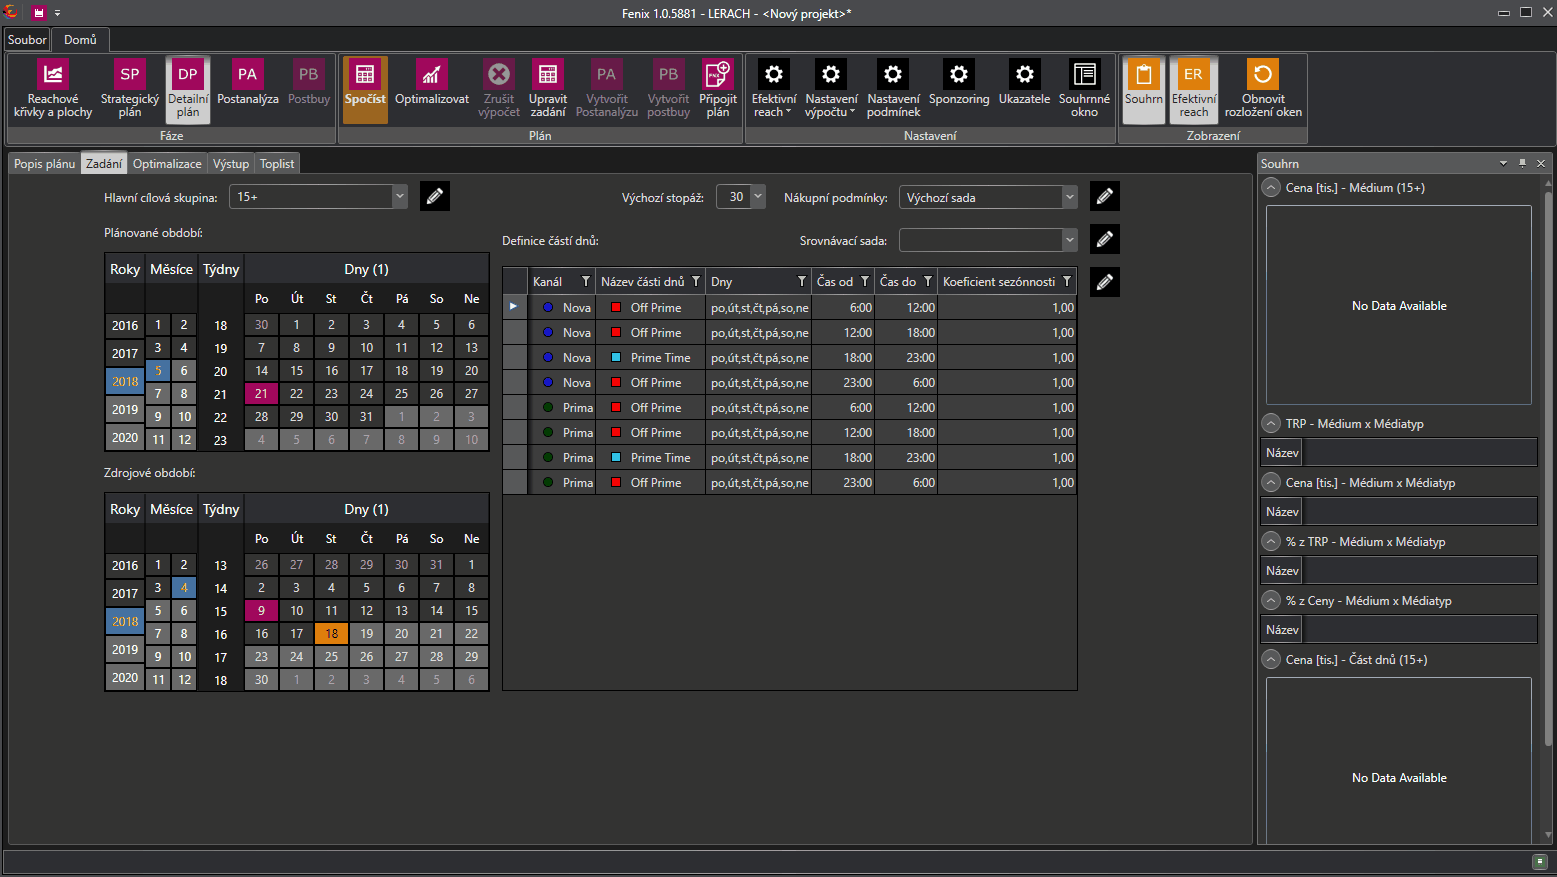 Fenix 1.0.5881 - LERACH - <Nový projekt>*
Soubor Domů
SP DP PA PB PA PB PNX ER
Reachové křivky a plochy
Strategický plán
Detailní plán
Postanalýza
Postbuy
Spočíst
Optimalizovat
Zrušit výpočet
Upravit zadání
Vytvořit Postanalýzu
Vytvořit postbuy
Připojit plán
Efektivní reach
Nastavení výpočtu
Nastavení podmínek
Sponzoring
Ukazatele
Souhrnné okno
Souhrn
Efektivní reach
Obnovit rozložení oken
Fáze Plán Nastavení Zobrazení
Popis plánu Zadání Optimalizace Výstup Toplist
Hlavní cílová skupina: 15+ Výchozí stopáž: 30 Nákupní podmínky: Výchozí sada
Plánované období:
Definice částí dnů: Srovnávací sada:
Roky Měsíce Týdny Dny (1)
Po Út St Čt Pá So Ne
2016 1 2 18 30 1 2 3 4 5 6
2017 3 4 19 7 8 9 10 11 12 13
2018 5 6 20 14 15 16 17 18 19 20
7 8 21 21 22 23 24 25 26 27
2019 9 10 22 28 29 30 31 1 2 3
2020 11 12 23 4 5 6 7 8 9 10
Zdrojové období:
Roky Měsíce Týdny Dny (1)
Po Út St Čt Pá So Ne
2016 1 2 13 26 27 28 29 30 31 1
2017 3 4 14 2 3 4 5 6 7 8
2018 5 6 15 9 10 11 12 13 14 15
7 8 16 16 17 18 19 20 21 22
2019 9 10 17 23 24 25 26 27 28 29
2020 11 12 18 30 1 2 3 4 5 6
Kanál Název části dnů Dny Čas od Čas do Koeficient sezónnosti
Nova Off Prime po,út,st,čt,pá,so,ne 6:00 12:00 1,00
Nova Off Prime po,út,st,čt,pá,so,ne 12:00 18:00 1,00
Nova Prime Time po,út,st,čt,pá,so,ne 18:00 23:00 1,00
Nova Off Prime po,út,st,čt,pá,so,ne 23:00 6:00 1,00
Prima Off Prime po,út,st,čt,pá,so,ne 6:00 12:00 1,00
Prima Off Prime po,út,st,čt,pá,so,ne 12:00 18:00 1,00
Prima Prime Time po,út,st,čt,pá,so,ne 18:00 23:00 1,00
Prima Off Prime po,út,st,čt,pá,so,ne 23:00 6:00 1,00
Souhrn
Cena [tis.] - Médium (15+)
No Data Available
TRP - Médium x Médiatyp
Název
Cena [tis.] - Médium x Médiatyp
Název
% z TRP - Médium x Médiatyp
Název
% z Ceny - Médium x Médiatyp
Název
Cena [tis.] - Část dnů (15+)
No Data Available